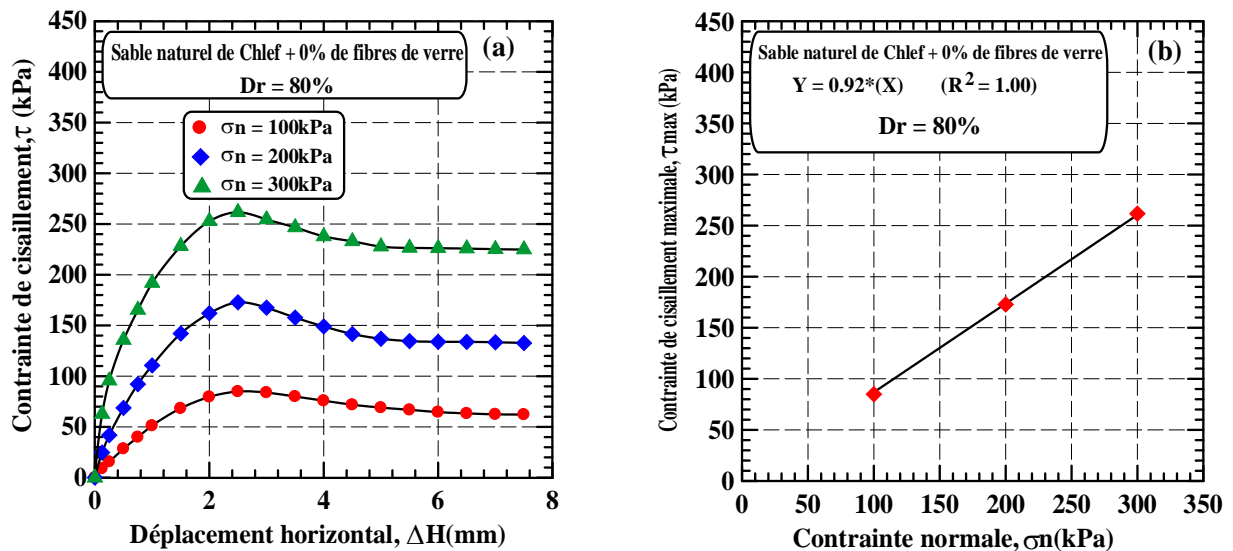 450
400
350
300
250
200
150
100
50
0
0
2
4
6
8
Contrainte de cisaillement,τ (kPa)
Déplacement horizontal, ΔH(mm)
Sable naturel de Chlef + 0% de fibres de verre
Dr = 80%
(a)
σn = 100kPa
σn = 200kPa
σn = 300kPa
450
400
350
300
250
200
150
100
50
0
0
50
100
150
200
250
300
350
Contrainte de cisaillement maximale, τmax (kPa)
Contrainte normale, σn(kPa)
Sable naturel de Chlef + 0% de fibres de verre
Y = 0.92*(X) (R² = 1.00)
Dr = 80%
(b)